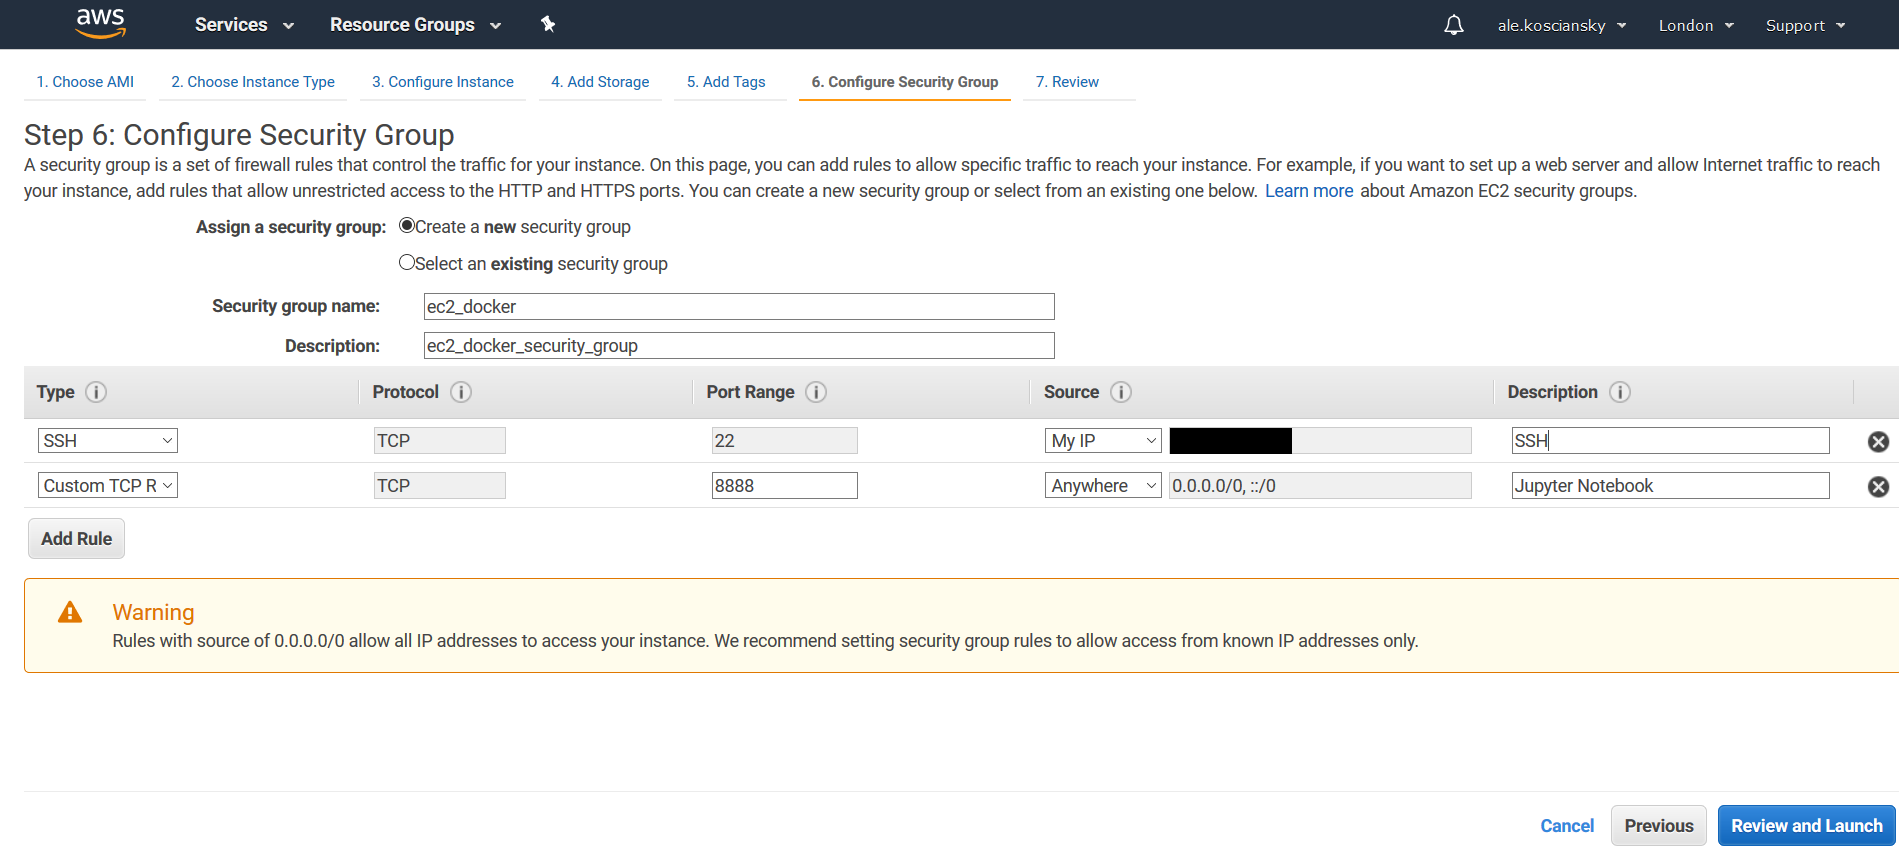 aws Services Resource Groups ale.kosciansky London Support
1. Choose AMI 2. Choose Instance Type 3. Configure Instance 4. Add Storage 5. Add Tags 6. Configure Security Group 7. Review
Step 6: Configure Security Group
A security group is a set of firewall rules that control the traffic for your instance. On this page, you can add rules to allow specific traffic to reach your instance. For example, if you want to set up a web server and allow Internet traffic to reach
your instance, add rules that allow unrestricted access to the HTTP and HTTPS ports. You can create a new security group or select from an existing one below. Learn more about Amazon EC2 security groups.
Assign a security group: Create a new security group
Select an existing security group
Security group name: ec2_docker
Description: ec2_docker_security_group
Type Protocol Port Range Source Description
SSH TCP 22 My IP SSH
Custom TCP R TCP 8888 Anywhere 0.0.0.0/0, ::/0 Jupyter Notebook
Add Rule
Warning
Rules with source of 0.0.0.0/0 allow all IP addresses to access your instance. We recommend setting security group rules to allow access from known IP addresses only.
Cancel Previous Review and Launch